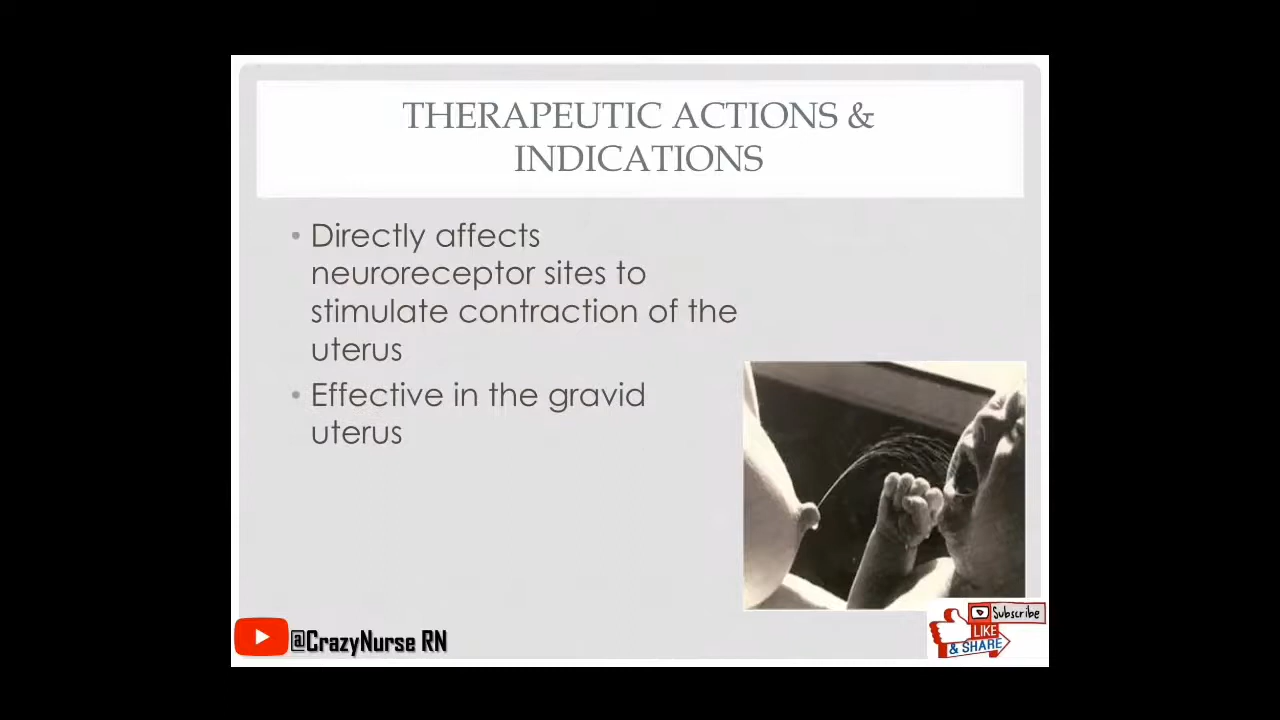 THERAPEUTIC ACTIONS &
INDICATIONS
• Directly affects
neuroreceptor sites to
stimulate contraction of the
uterus
• Effective in the gravid
uterus
@CrazyNurse RN
Subscribe
LIKE
& SHARE